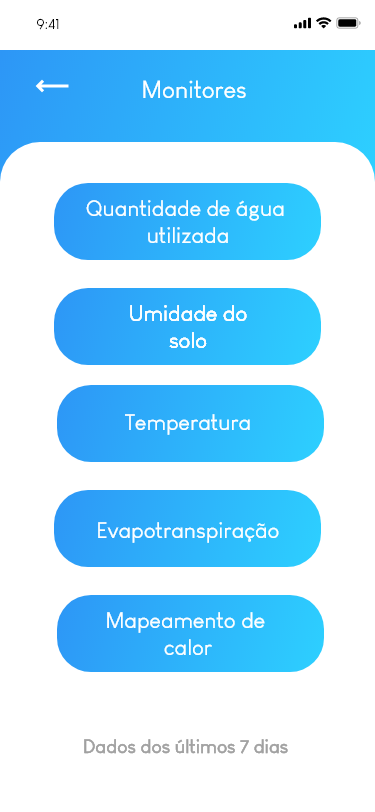 9:41
Monitores
Quantidade de água
utilizada
Umidade do
solo
Temperatura
Evapotranspiração
Mapeamento de
calor
Dados dos últimos 7 dias